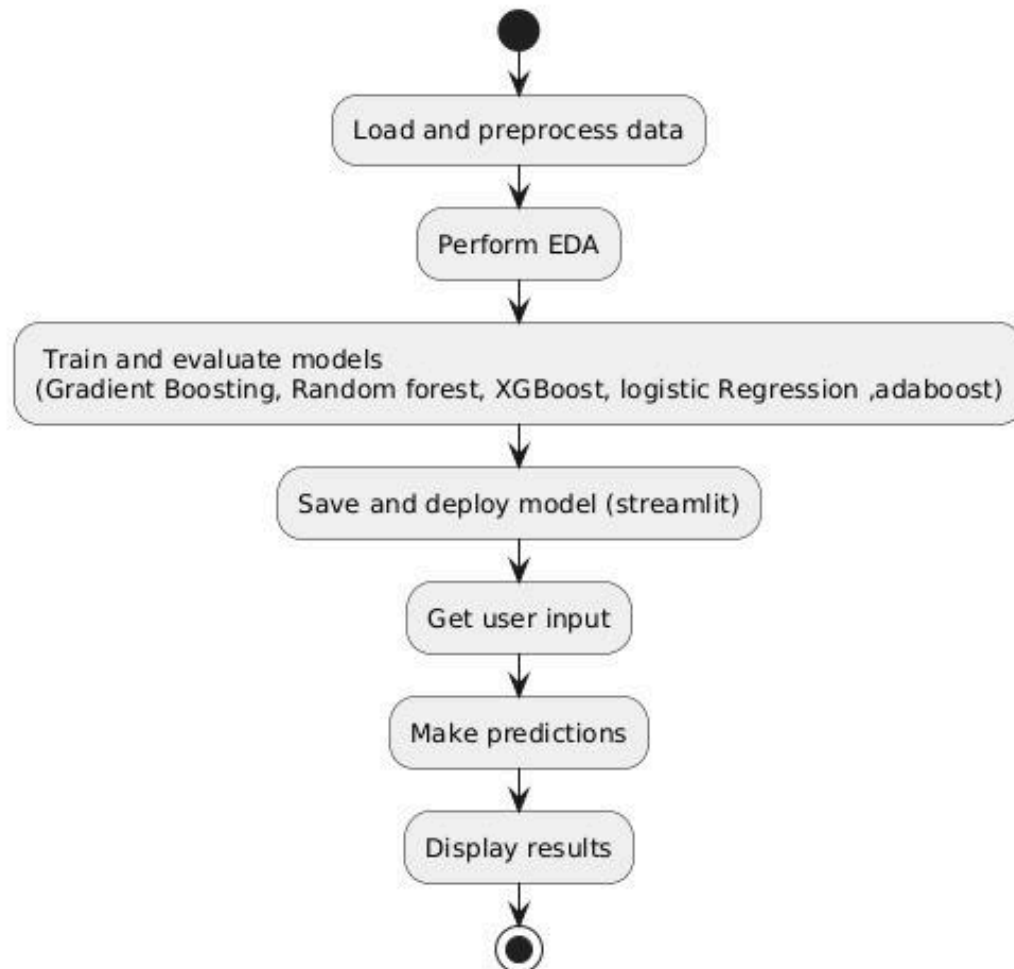 Load and preprocess data
Perform EDA
Train and evaluate models
(Gradient Boosting, Random forest, XGBoost, logistic Regression ,adaboost)
Save and deploy model (streamlit)
Get user input
Make predictions
Display results